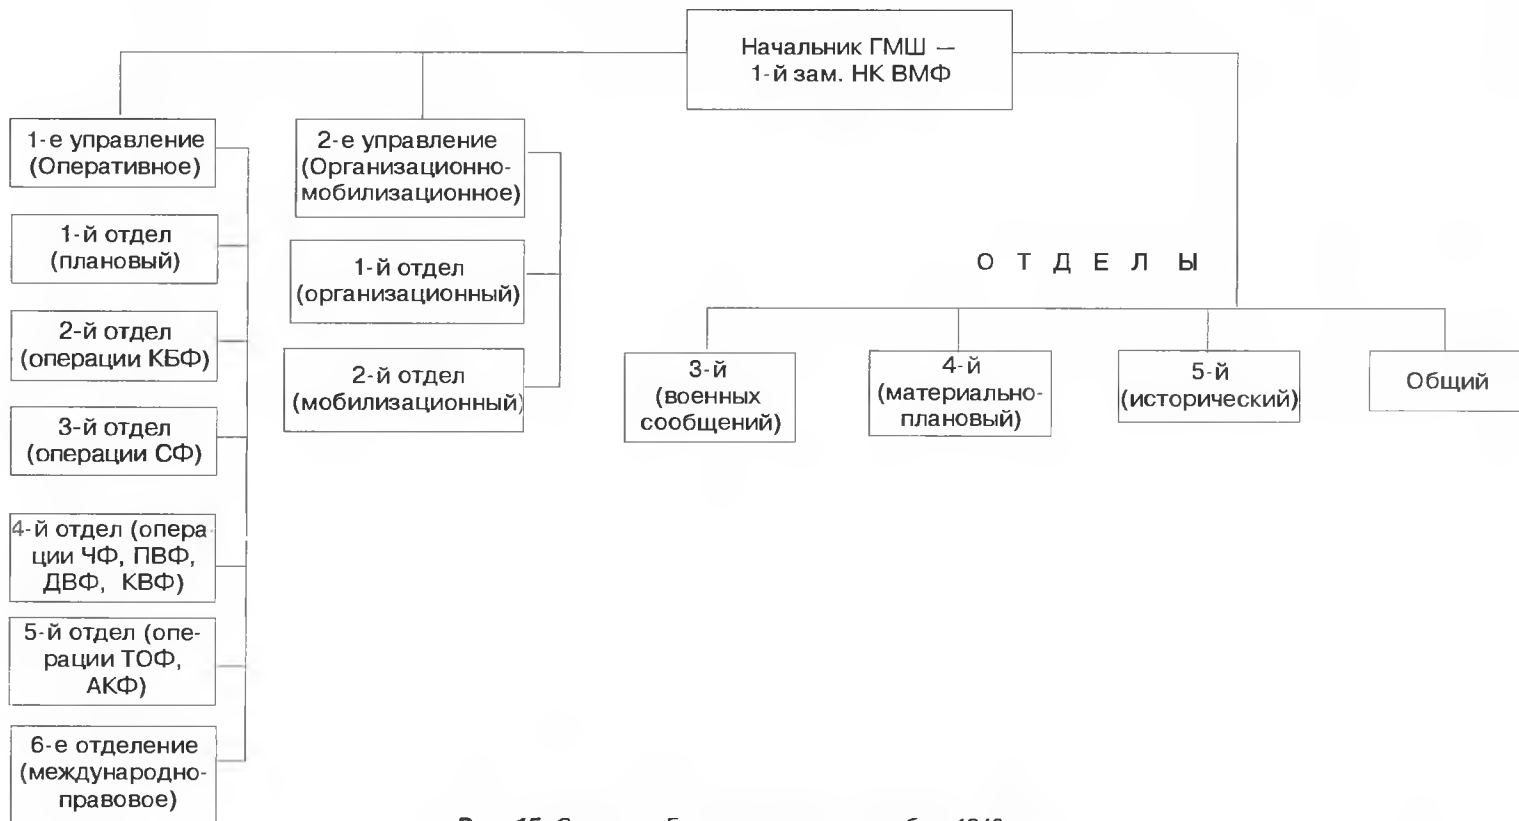 Начальник ГМШ —
1-й зам. НК ВМФ
1-е управление
(Оперативное)
1-й отдел
(плановый)
2-й отдел
(операции КБФ)
3-й отдел
(операции СФ)
4-й отдел (опера-
ции ЧФ, ПВФ,
ДВФ, КВФ)
5-й отдел (опе-
рации ТОФ,
АКФ)
6-е отделение
(международно-
правовое)
2-е управление
(Организационно-
мобилизационное)
1-й отдел
(организационный)
2-й отдел
(мобилизационный)
О Т Д Е Л Ы
3-й
(военных
сообщений)
4-й
(материально-
плановый)
5-й
(исторический)
Общий